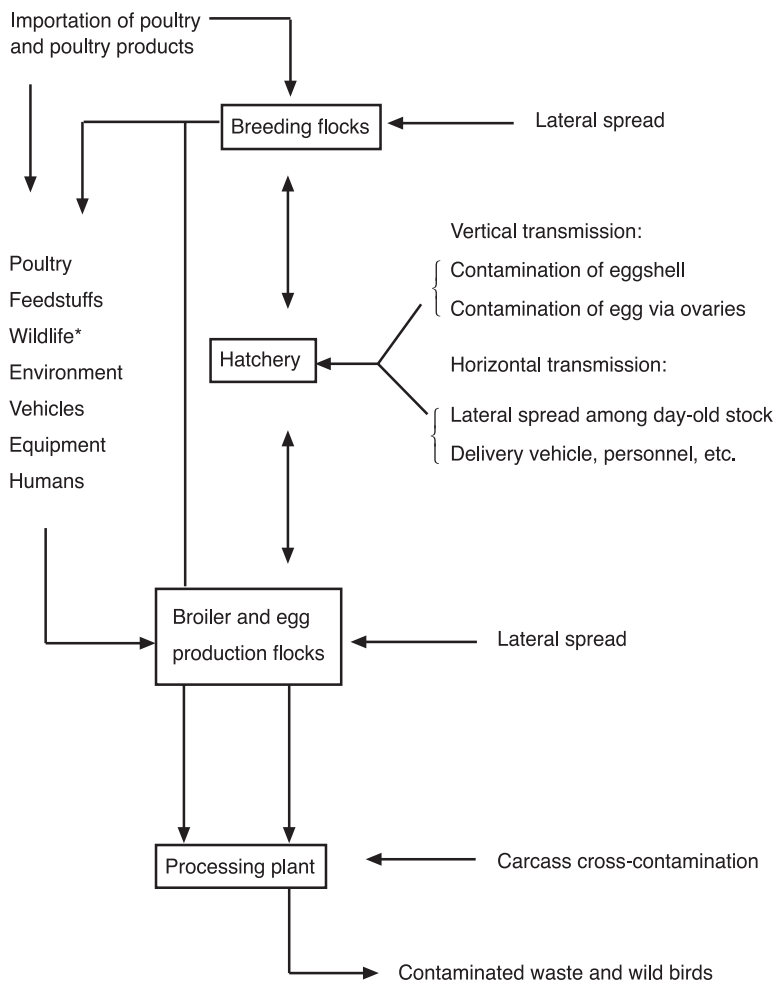 Importation of poultry
and poultry products
Breeding flocks
Lateral spread
Vertical transmission:
Contamination of eggshell
Contamination of egg via ovaries
Poultry
Feedstuffs
Wildlife*
Environment
Vehicles
Equipment
Humans
Hatchery
Horizontal transmission:
Lateral spread among day-old stock
Delivery vehicle, personnel, etc.
Broiler and egg
production flocks
Lateral spread
Processing plant
Carcass cross-contamination
Contaminated waste and wild birds